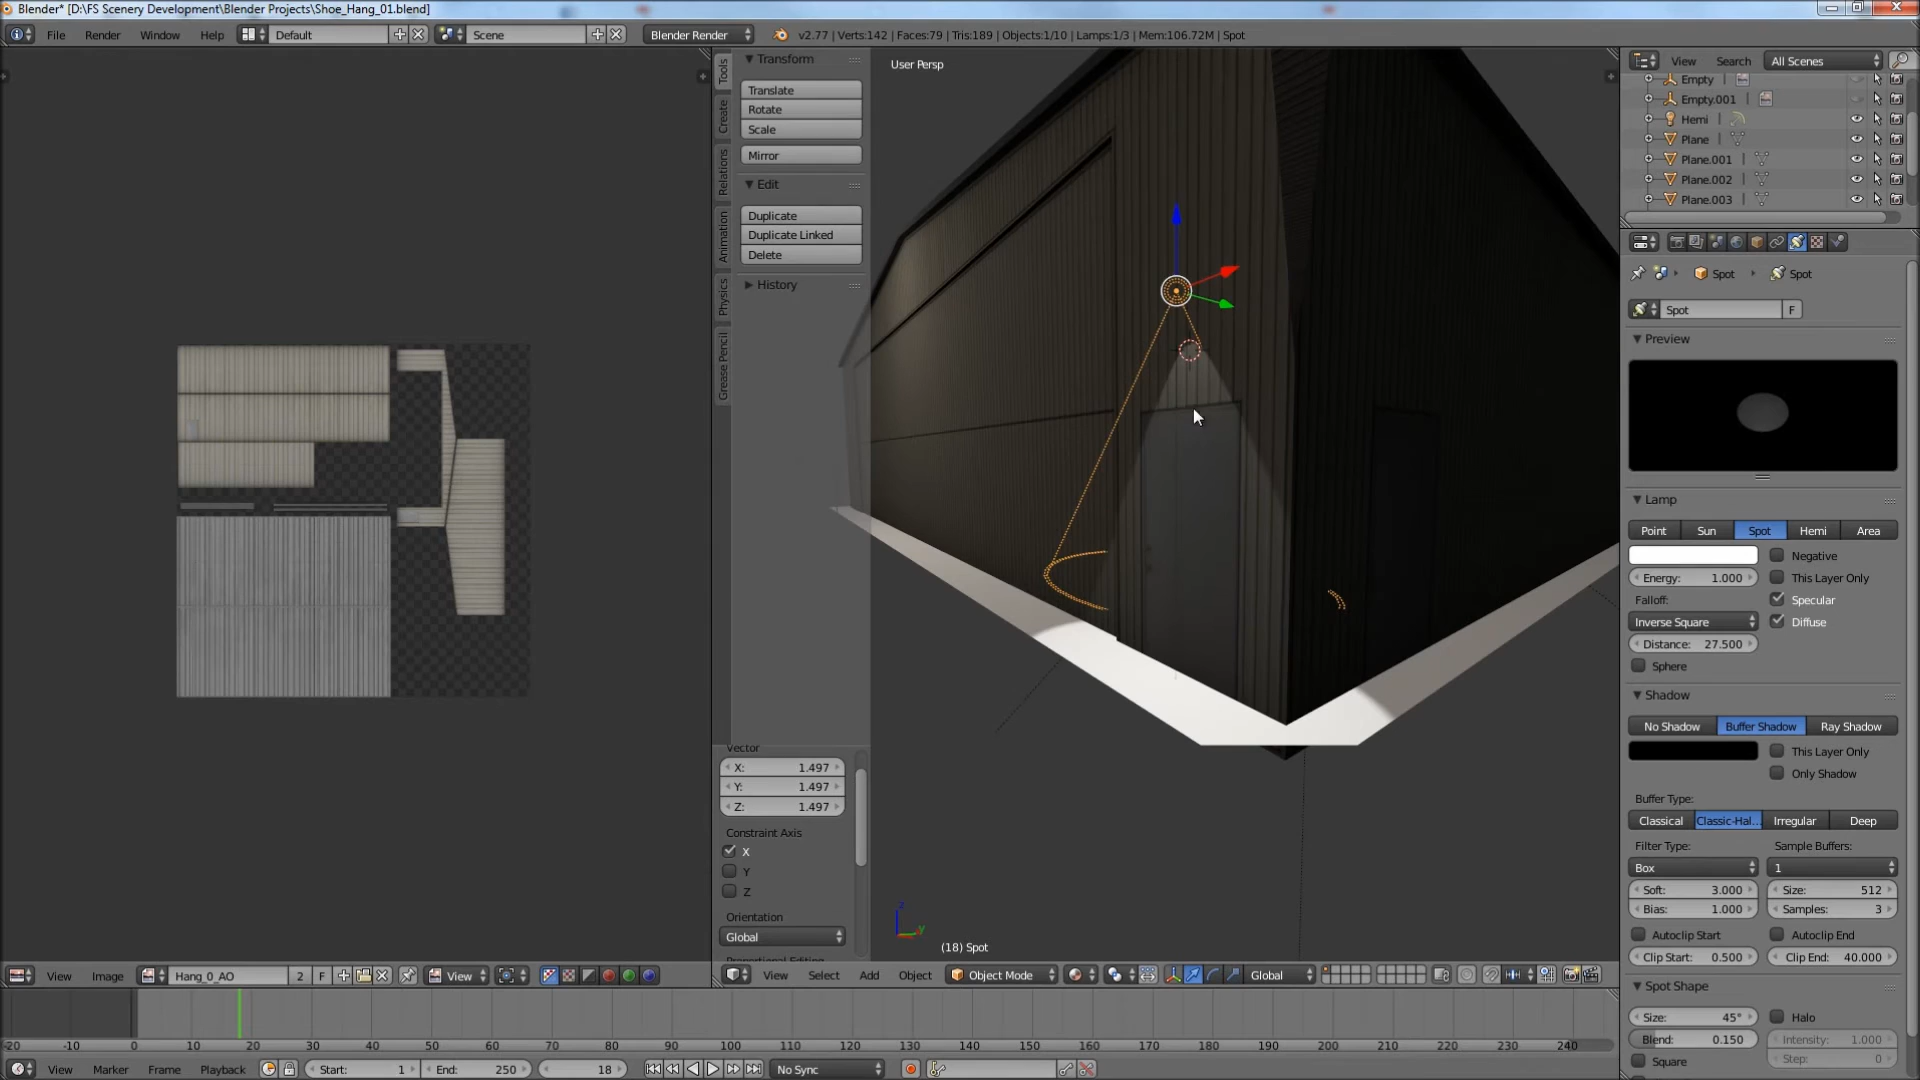 Blender* [D:\FS Scenery Development\Blender Projects\Shoe_Hang_01.blend]
File Render Window Help Default Scene Blender Render v2.77 | Verts:142 | Faces:79 | Tris:189 | Objects:1/10 | Lamps:1/3 | Mem:106.72M | Spot
Tools
Create
Relations
Animation
Physics
Grease Pencil
Transform
Translate
Rotate
Scale
Mirror
Edit
Duplicate
Duplicate Linked
Delete
History
Vector
X: 1.497
Y: 1.497
Z: 1.497
Constraint Axis
X
Y
Z
Orientation
Global
User Persp
(18) Spot
View Search All Scenes
Empty
Empty.001
Hemi
Plane
Plane.001
Plane.002
Plane.003
Spot Spot
Spot F
Preview
Lamp
Point Sun Spot Hemi Area
Negative
Energy: 1.000 This Layer Only
Falloff: Specular
Inverse Square Diffuse
Distance: 27.500
Sphere
Shadow
No Shadow Buffer Shadow Ray Shadow
This Layer Only
Only Shadow
Buffer Type:
Classical Classic-Hal... Irregular Deep
Filter Type: Sample Buffers:
Box 1
Soft: 3.000 Size: 512
Bias: 1.000 Samples: 3
Autoclip Start Autoclip End
Clip Start: 0.500 Clip End: 40.000
Spot Shape
Size: 45° Halo
Blend: 0.150 Intensity: 1.000
Square Step: 0
View Image Hang_0_AO 2 F View
View Select Add Object Object Mode Global
-20 -10 0 10 20 30 40 50 60 70 80 90 100 110 120 130 140 150 160 170 180 190 200 210 220 230 240
View Marker Frame Playback Start: 1 End: 250 18 No Sync